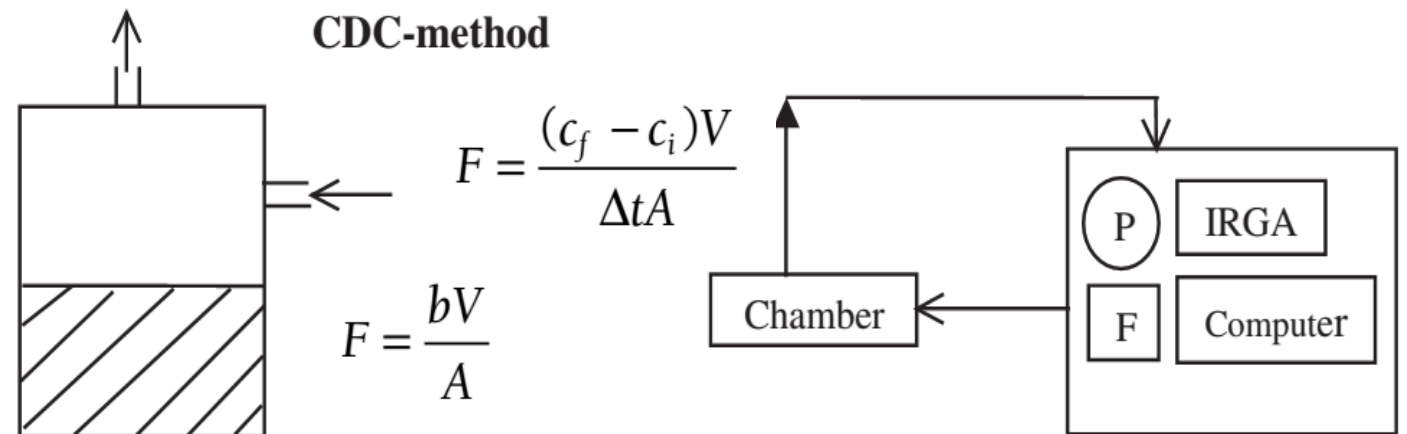 CDC-method
F = (c_f − c_i)V / ΔtA
F = bV / A
P
IRGA
Chamber
F
Computer